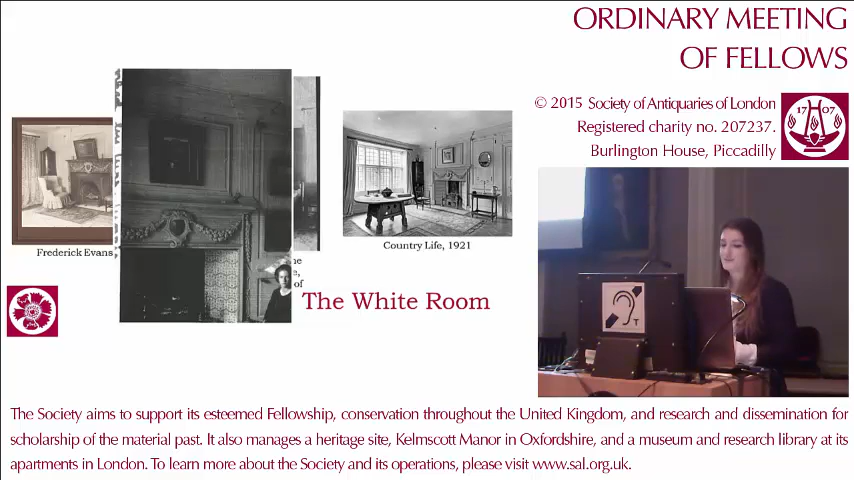 ORDINARY MEETING
OF FELLOWS
© 2015 Society of Antiquaries of London
Registered charity no. 207237.
Burlington House, Piccadilly
17 07
Frederick Evans
Country Life, 1921
of
The White Room
T
The Society aims to support its esteemed Fellowship, conservation throughout the United Kingdom, and research and dissemination for
scholarship of the material past. It also manages a heritage site, Kelmscott Manor in Oxfordshire, and a museum and research library at its
apartments in London. To learn more about the Society and its operations, please visit www.sal.org.uk.